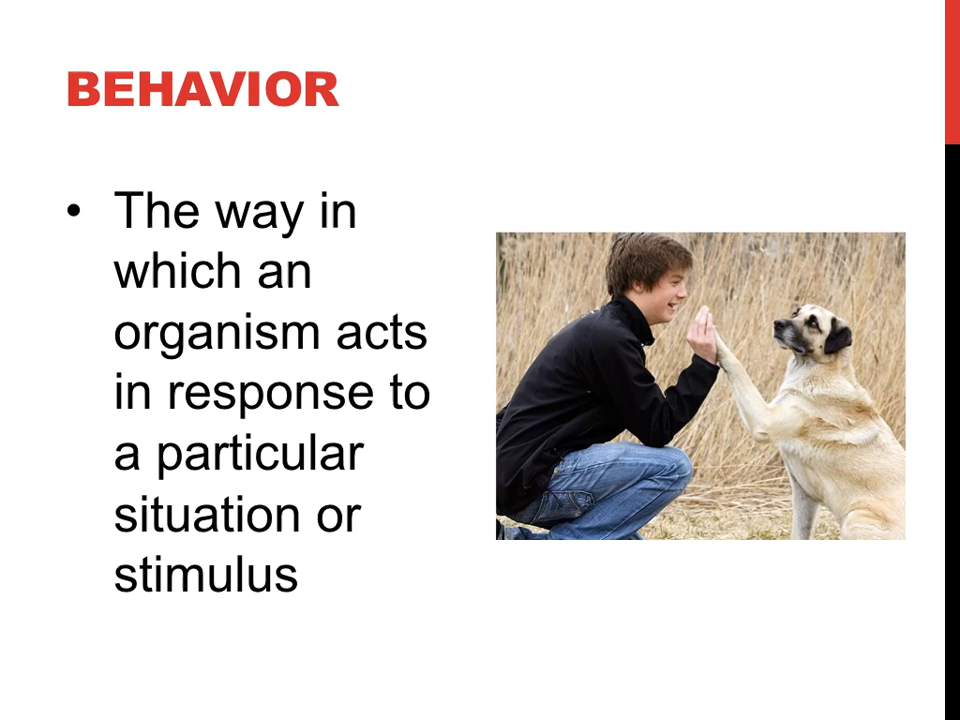 BEHAVIOR
• The way in
which an
organism acts
in response to
a particular
situation or
stimulus